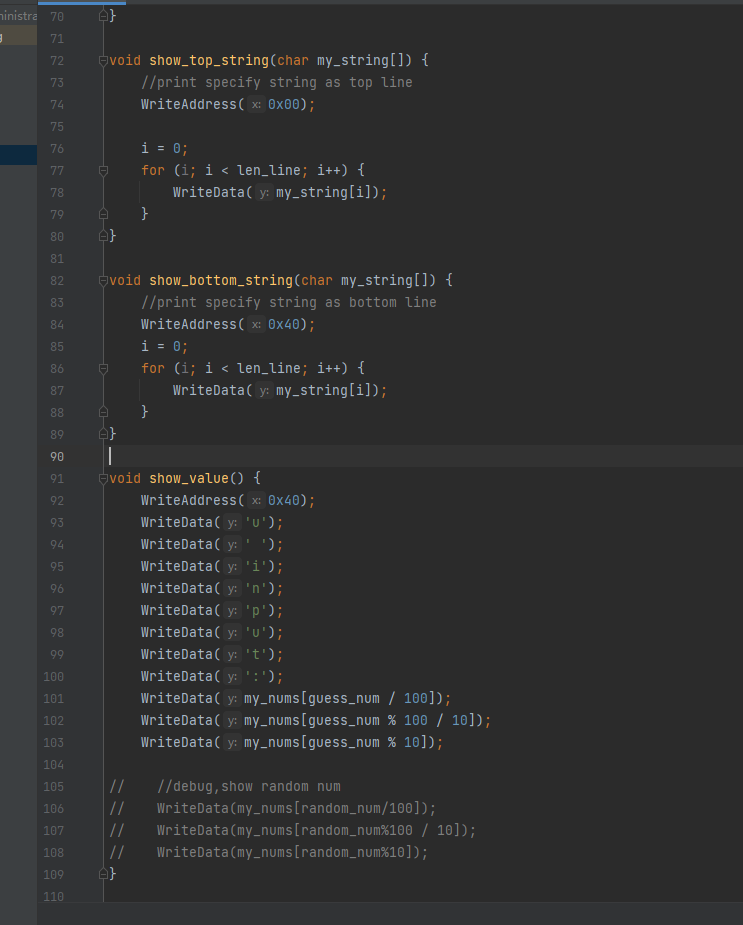 ministra
g
70 }
71
72 void show_top_string(char my_string[]) {
73     //print specify string as top line
74     WriteAddress( x: 0x00);
75
76     i = 0;
77     for (i; i < len_line; i++) {
78         WriteData( y: my_string[i]);
79     }
80 }
81
82 void show_bottom_string(char my_string[]) {
83     //print specify string as bottom line
84     WriteAddress( x: 0x40);
85     i = 0;
86     for (i; i < len_line; i++) {
87         WriteData( y: my_string[i]);
88     }
89 }
90
91 void show_value() {
92     WriteAddress( x: 0x40);
93     WriteData( y: 'u');
94     WriteData( y: ' ');
95     WriteData( y: 'i');
96     WriteData( y: 'n');
97     WriteData( y: 'p');
98     WriteData( y: 'u');
99     WriteData( y: 't');
100     WriteData( y: ':');
101     WriteData( y: my_nums[guess_num / 100]);
102     WriteData( y: my_nums[guess_num % 100 / 10]);
103     WriteData( y: my_nums[guess_num % 10]);
104
105 //    //debug,show random num
106 //    WriteData(my_nums[random_num/100]);
107 //    WriteData(my_nums[random_num%100 / 10]);
108 //    WriteData(my_nums[random_num%10]);
109 }
110